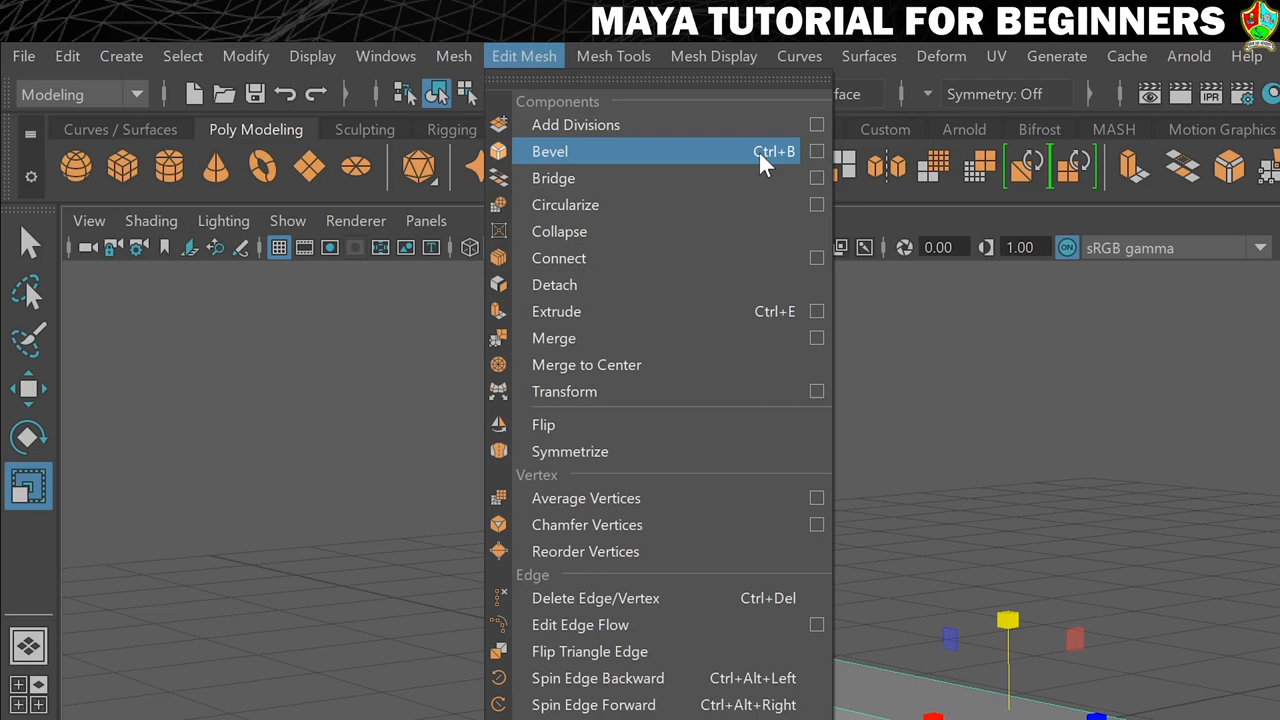 MAYA TUTORIAL FOR BEGINNERS
File Edit Create Select Modify Display Windows Mesh Edit Mesh Mesh Tools Mesh Display Curves Surfaces Deform UV Generate Cache Arnold Help
Modeling face Symmetry: Off IPR
Curves / Surfaces Poly Modeling Sculpting Rigging Custom Arnold Bifrost MASH Motion Graphics
View Shading Lighting Show Renderer Panels
0.00 1.00 ON sRGB gamma
Components
Add Divisions
Bevel Ctrl+B
Bridge
Circularize
Collapse
Connect
Detach
Extrude Ctrl+E
Merge
Merge to Center
Transform
Flip
Symmetrize
Vertex
Average Vertices
Chamfer Vertices
Reorder Vertices
Edge
Delete Edge/Vertex Ctrl+Del
Edit Edge Flow
Flip Triangle Edge
Spin Edge Backward Ctrl+Alt+Left
Spin Edge Forward Ctrl+Alt+Right